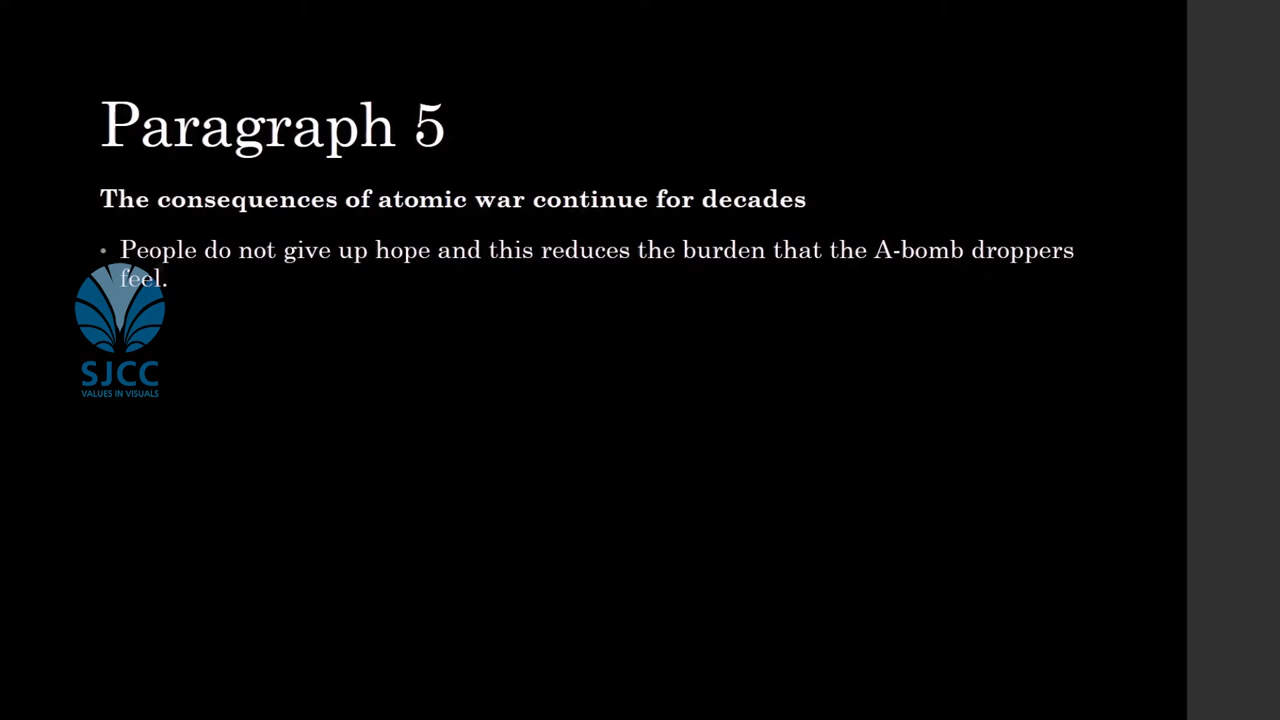 Paragraph 5
The consequences of atomic war continue for decades
• People do not give up hope and this reduces the burden that the A-bomb droppers
feel.
SJCC
VALUES IN VISUALS